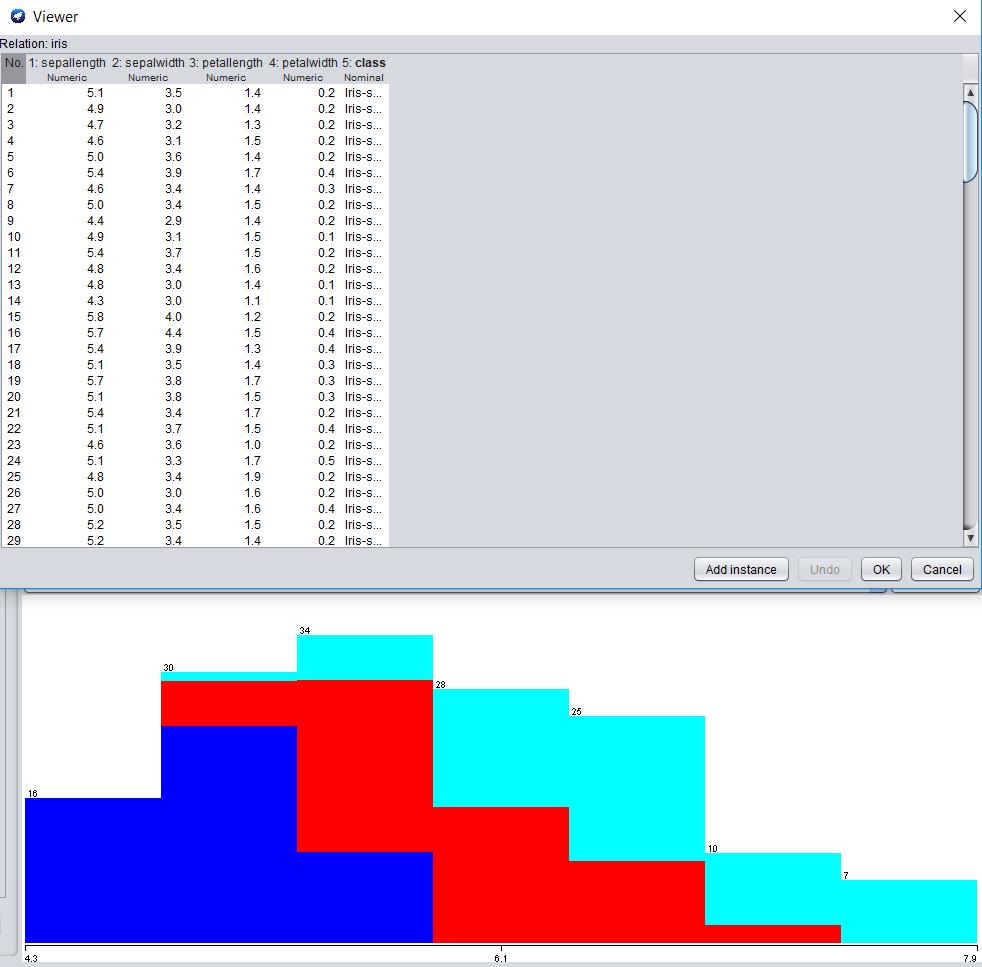 Viewer
Relation: iris
No. 1: sepallength 2: sepalwidth 3: petallength 4: petalwidth 5: class
Numeric Numeric Numeric Numeric Nominal
1 5.1 3.5 1.4 0.2 Iris-s...
2 4.9 3.0 1.4 0.2 Iris-s...
3 4.7 3.2 1.3 0.2 Iris-s...
4 4.6 3.1 1.5 0.2 Iris-s...
5 5.0 3.6 1.4 0.2 Iris-s...
6 5.4 3.9 1.7 0.4 Iris-s...
7 4.6 3.4 1.4 0.3 Iris-s...
8 5.0 3.4 1.5 0.2 Iris-s...
9 4.4 2.9 1.4 0.2 Iris-s...
10 4.9 3.1 1.5 0.1 Iris-s...
11 5.4 3.7 1.5 0.2 Iris-s...
12 4.8 3.4 1.6 0.2 Iris-s...
13 4.8 3.0 1.4 0.1 Iris-s...
14 4.3 3.0 1.1 0.1 Iris-s...
15 5.8 4.0 1.2 0.2 Iris-s...
16 5.7 4.4 1.5 0.4 Iris-s...
17 5.4 3.9 1.3 0.4 Iris-s...
18 5.1 3.5 1.4 0.3 Iris-s...
19 5.7 3.8 1.7 0.3 Iris-s...
20 5.1 3.8 1.5 0.3 Iris-s...
21 5.4 3.4 1.7 0.2 Iris-s...
22 5.1 3.7 1.5 0.4 Iris-s...
23 4.6 3.6 1.0 0.2 Iris-s...
24 5.1 3.3 1.7 0.5 Iris-s...
25 4.8 3.4 1.9 0.2 Iris-s...
26 5.0 3.0 1.6 0.2 Iris-s...
27 5.0 3.4 1.6 0.4 Iris-s...
28 5.2 3.5 1.5 0.2 Iris-s...
29 5.2 3.4 1.4 0.2 Iris-s...
Add instance Undo OK Cancel
34
30
28
25
16
10
7
4.3 6.1 7.9